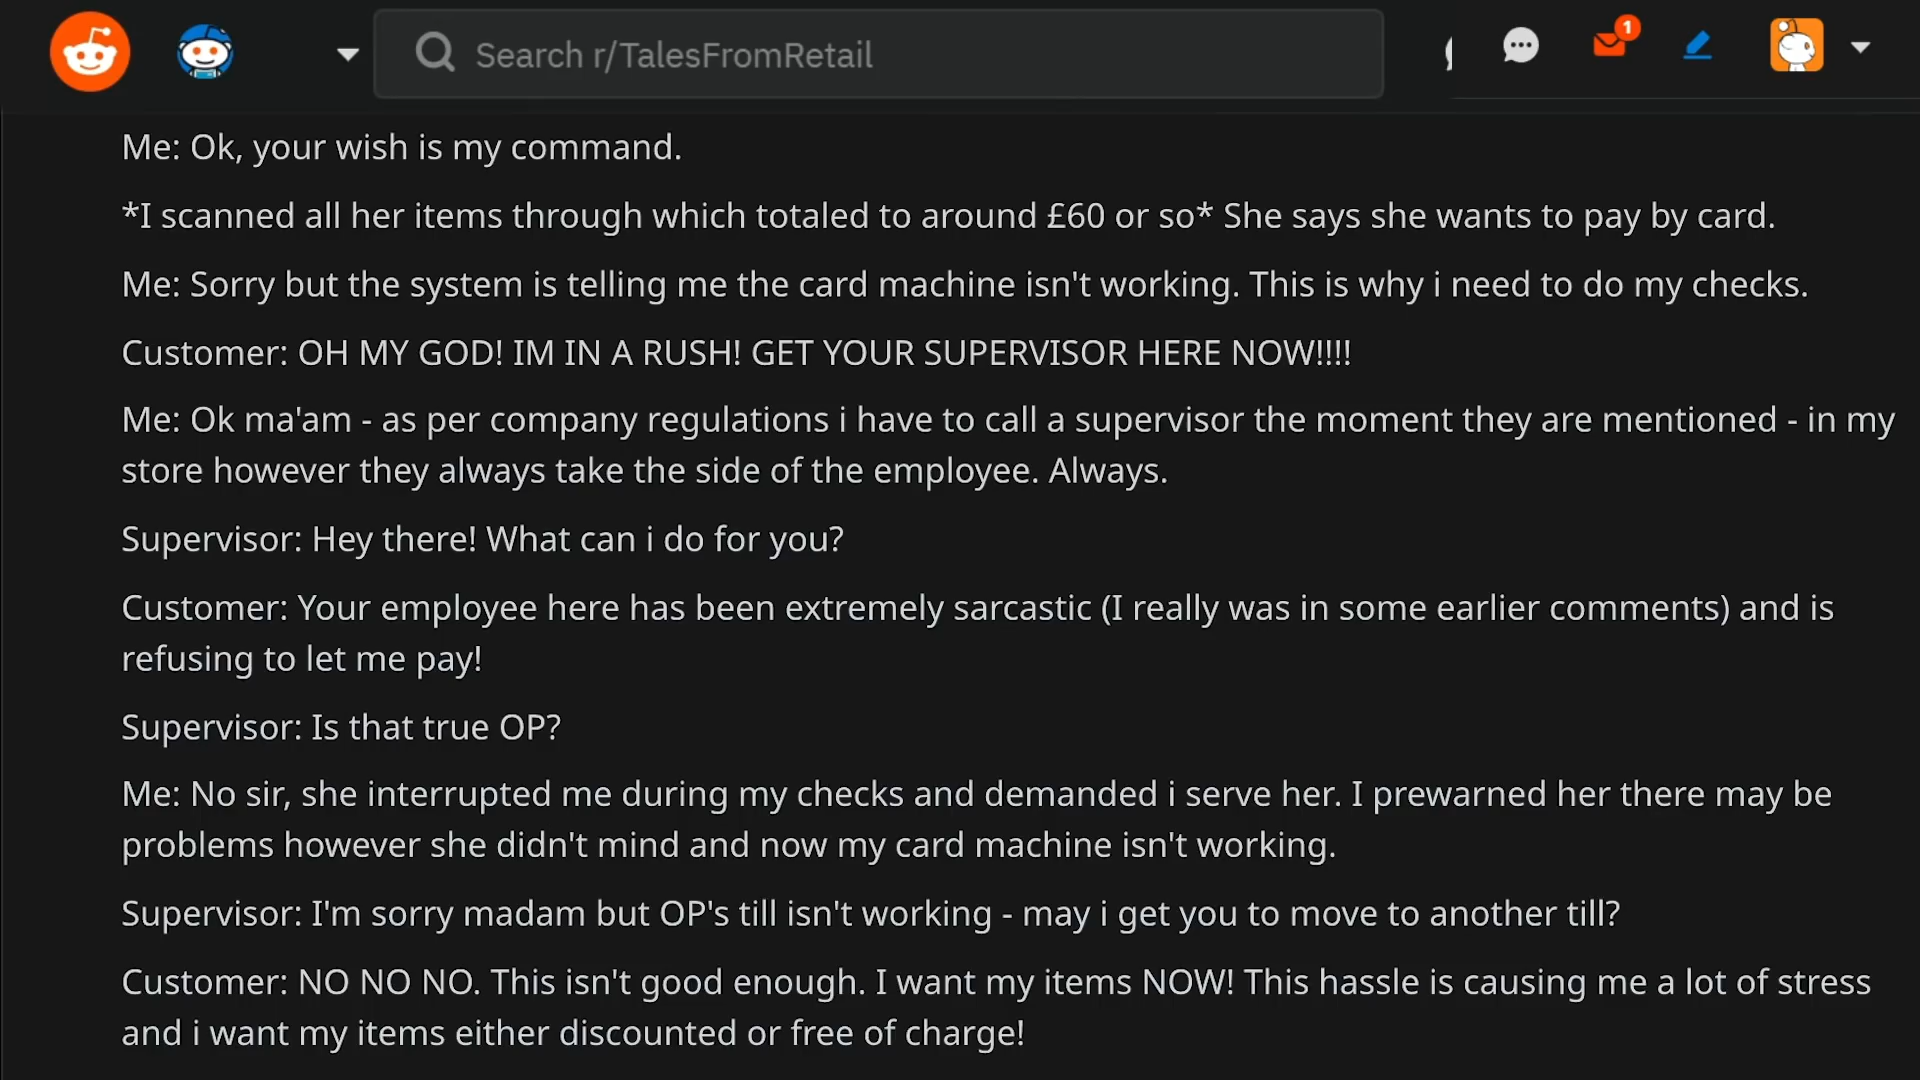 Search r/TalesFromRetail
1
Me: Ok, your wish is my command.
*I scanned all her items through which totaled to around £60 or so* She says she wants to pay by card.
Me: Sorry but the system is telling me the card machine isn't working. This is why i need to do my checks.
Customer: OH MY GOD! IM IN A RUSH! GET YOUR SUPERVISOR HERE NOW!!!!
Me: Ok ma'am - as per company regulations i have to call a supervisor the moment they are mentioned - in my
store however they always take the side of the employee. Always.
Supervisor: Hey there! What can i do for you?
Customer: Your employee here has been extremely sarcastic (I really was in some earlier comments) and is
refusing to let me pay!
Supervisor: Is that true OP?
Me: No sir, she interrupted me during my checks and demanded i serve her. I prewarned her there may be
problems however she didn't mind and now my card machine isn't working.
Supervisor: I'm sorry madam but OP's till isn't working - may i get you to move to another till?
Customer: NO NO NO. This isn't good enough. I want my items NOW! This hassle is causing me a lot of stress
and i want my items either discounted or free of charge!